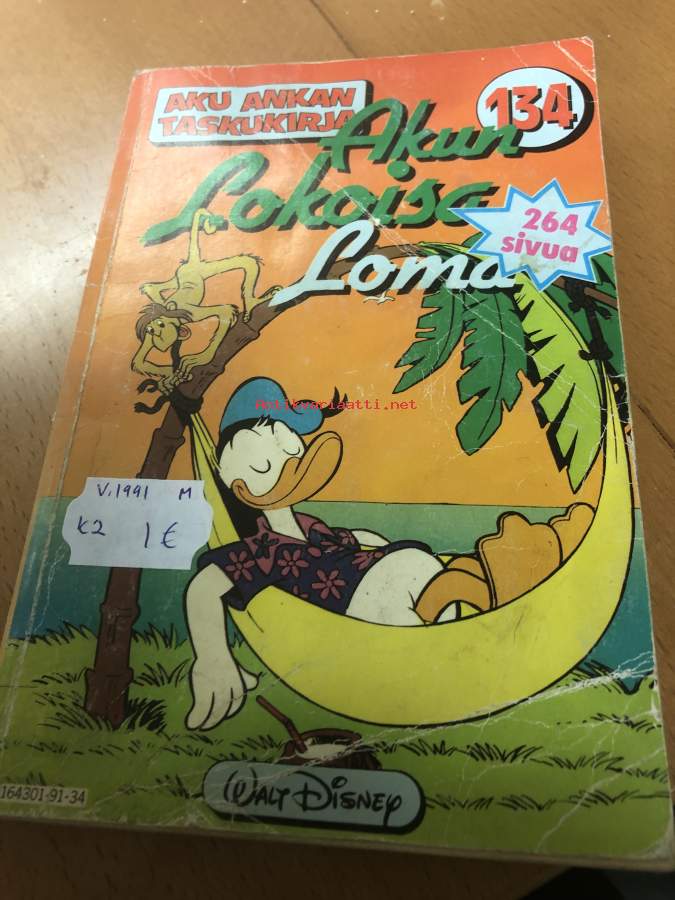 AKU ANKAN
TASKUKIRJA
134
Akun
Lokoisa
Loma
264
sivua
Antikvariaatti.net
V.1991 M
K2 1 €
WALT DISNEY
164301-91-34